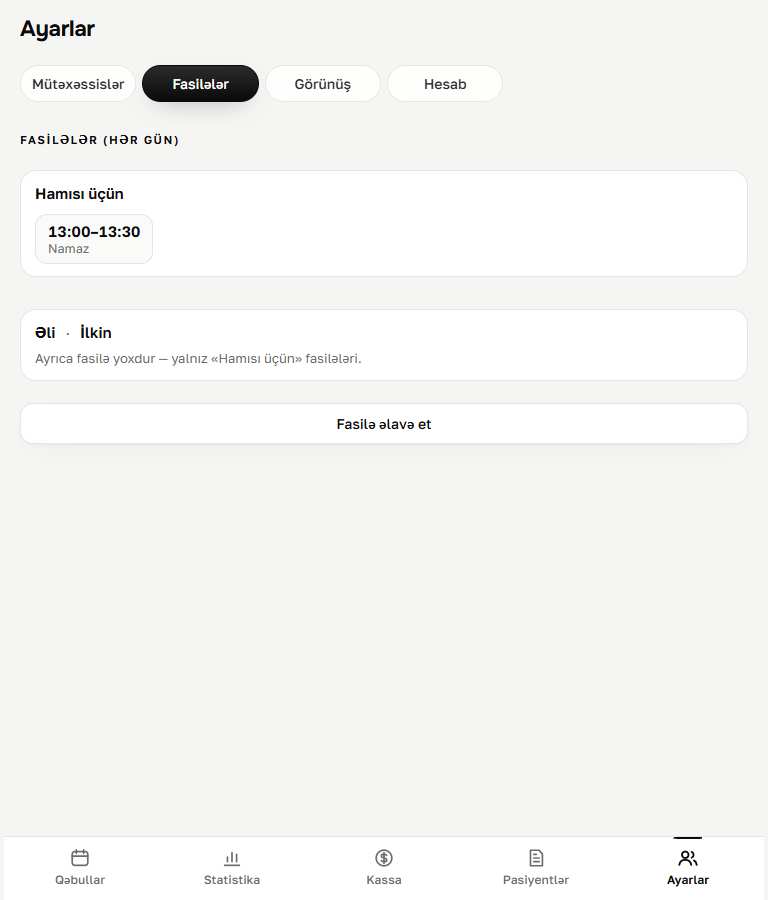 Ayarlar
Mütəxəssislər
Fasilələr
Görünüş
Hesab
FASİLƏLƏR (HƏR GÜN)
Hamısı üçün
13:00–13:30
Namaz
Əli · İlkin
Ayrıca fasilə yoxdur — yalnız «Hamısı üçün» fasilələri.
Fasilə əlavə et
Qəbullar
Statistika
Kassa
Pasiyentlər
Ayarlar